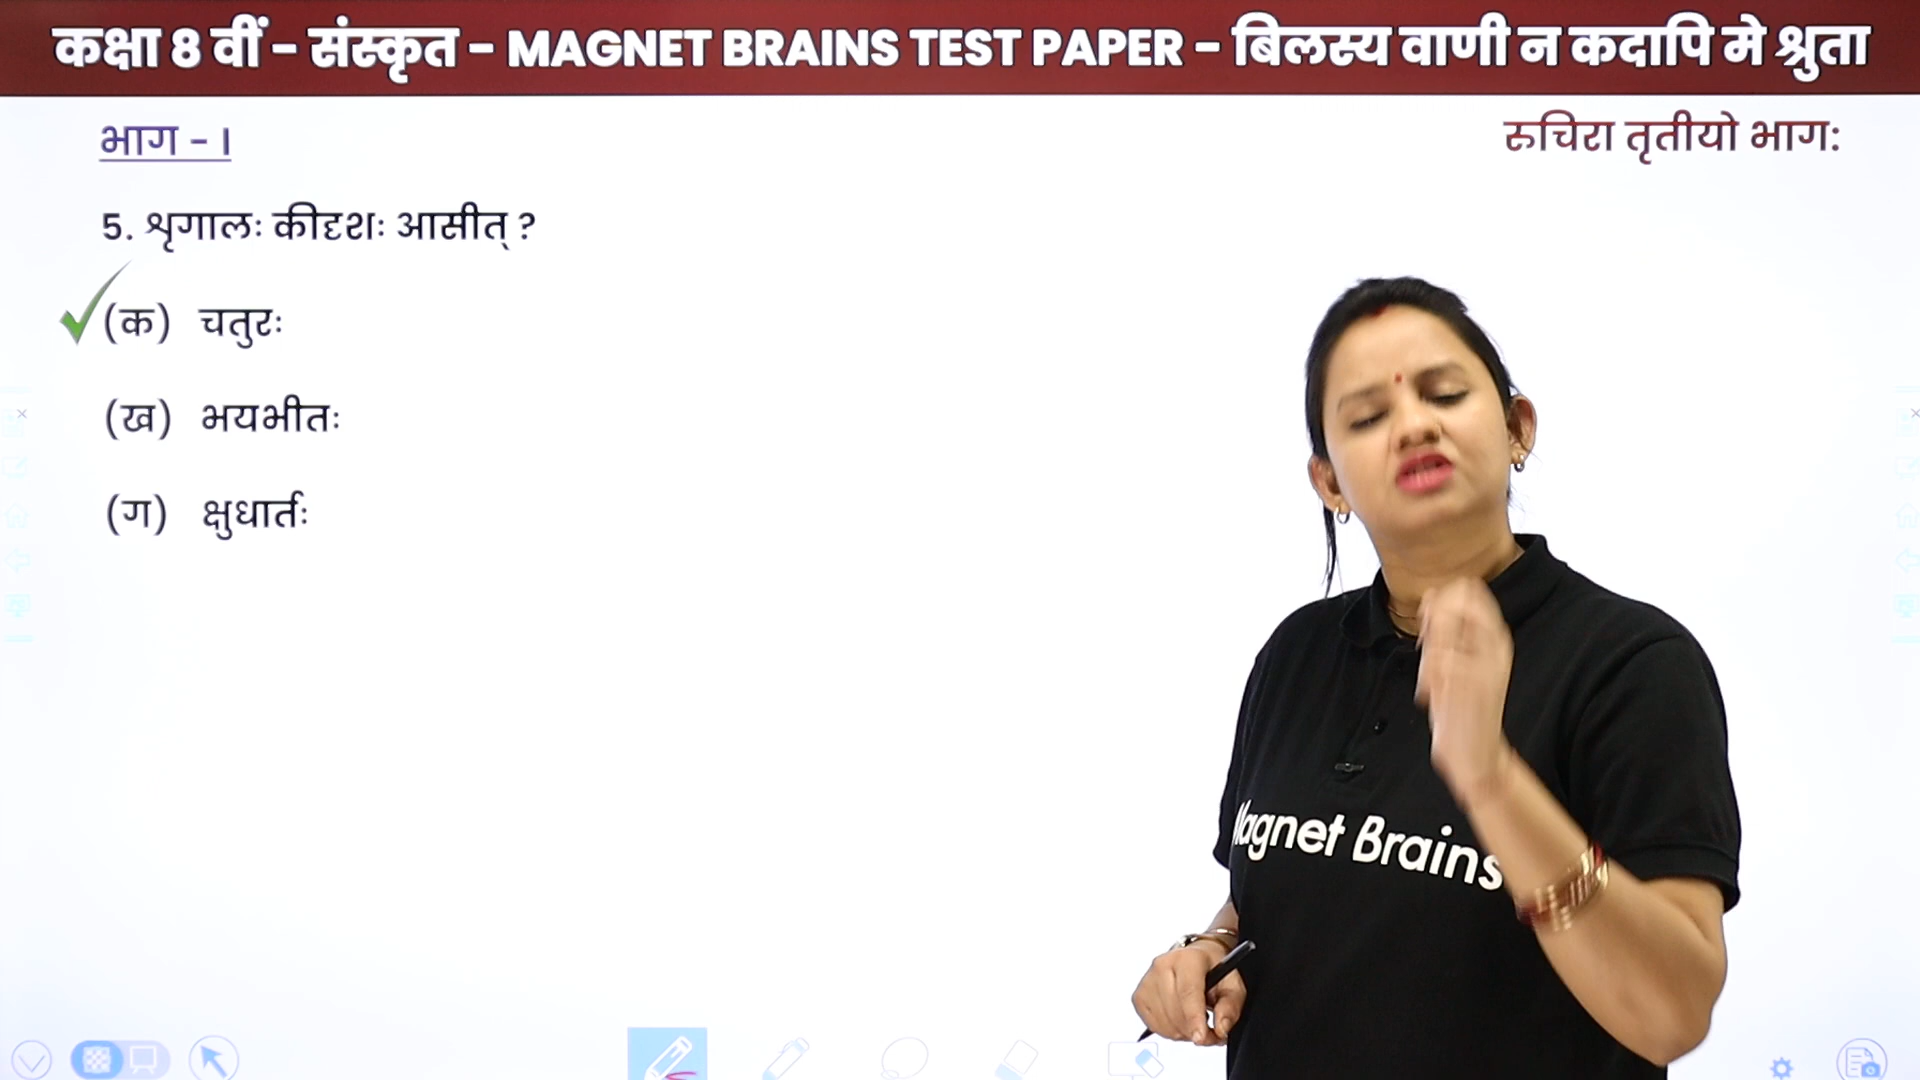 कक्षा 8 वीं – संस्कृत – MAGNET BRAINS TEST PAPER – बिलस्य वाणी न कदापि मे श्रुता
भाग – I
रुचिरा तृतीयो भाग:
5. शृगालः कीदृशः आसीत् ?
(क) चतुरः
(ख) भयभीतः
(ग) क्षुधार्तः
Magnet Brains